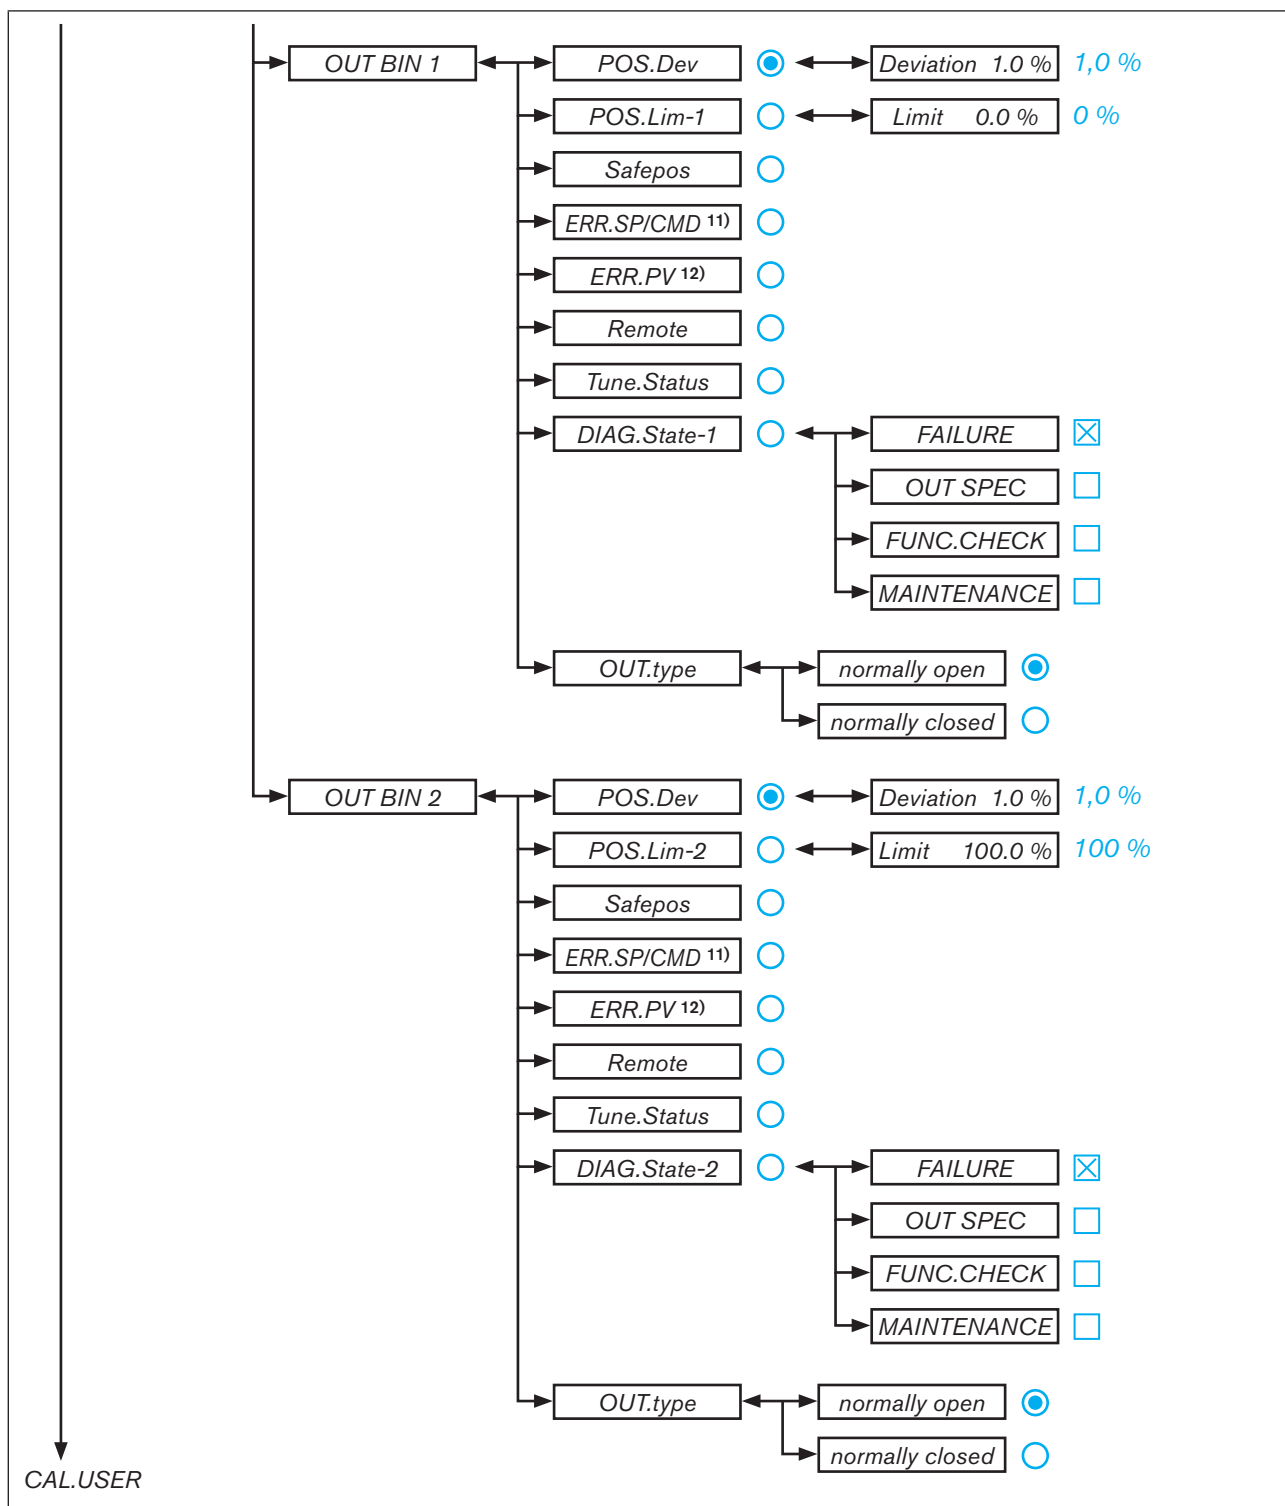 OUT BIN 1
POS.Dev
Deviation 1.0 %
1,0 %
POS.Lim-1
Limit 0.0 %
0 %
Safepos
ERR.SP/CMD 11)
ERR.PV 12)
Remote
Tune.Status
DIAG.State-1
FAILURE
OUT SPEC
FUNC.CHECK
MAINTENANCE
OUT.type
normally open
normally closed
OUT BIN 2
POS.Dev
Deviation 1.0 %
1,0 %
POS.Lim-2
Limit 100.0 %
100 %
Safepos
ERR.SP/CMD 11)
ERR.PV 12)
Remote
Tune.Status
DIAG.State-2
FAILURE
OUT SPEC
FUNC.CHECK
MAINTENANCE
OUT.type
normally open
normally closed
CAL.USER